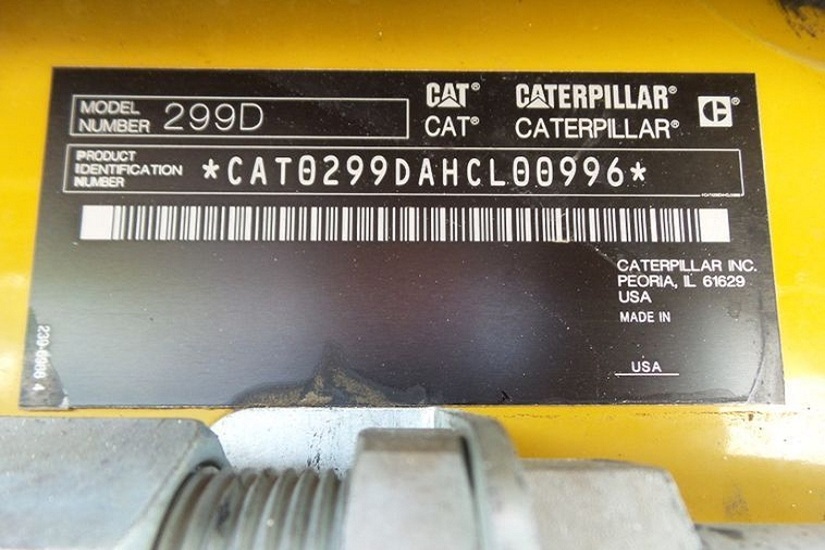 MODEL NUMBER 299D
CAT® CATERPILLAR®
CAT® CATERPILLAR®
PRODUCT IDENTIFICATION NUMBER *CAT0299DAHCL00996*
CATERPILLAR INC.
PEORIA, IL 61629
USA
MADE IN
USA